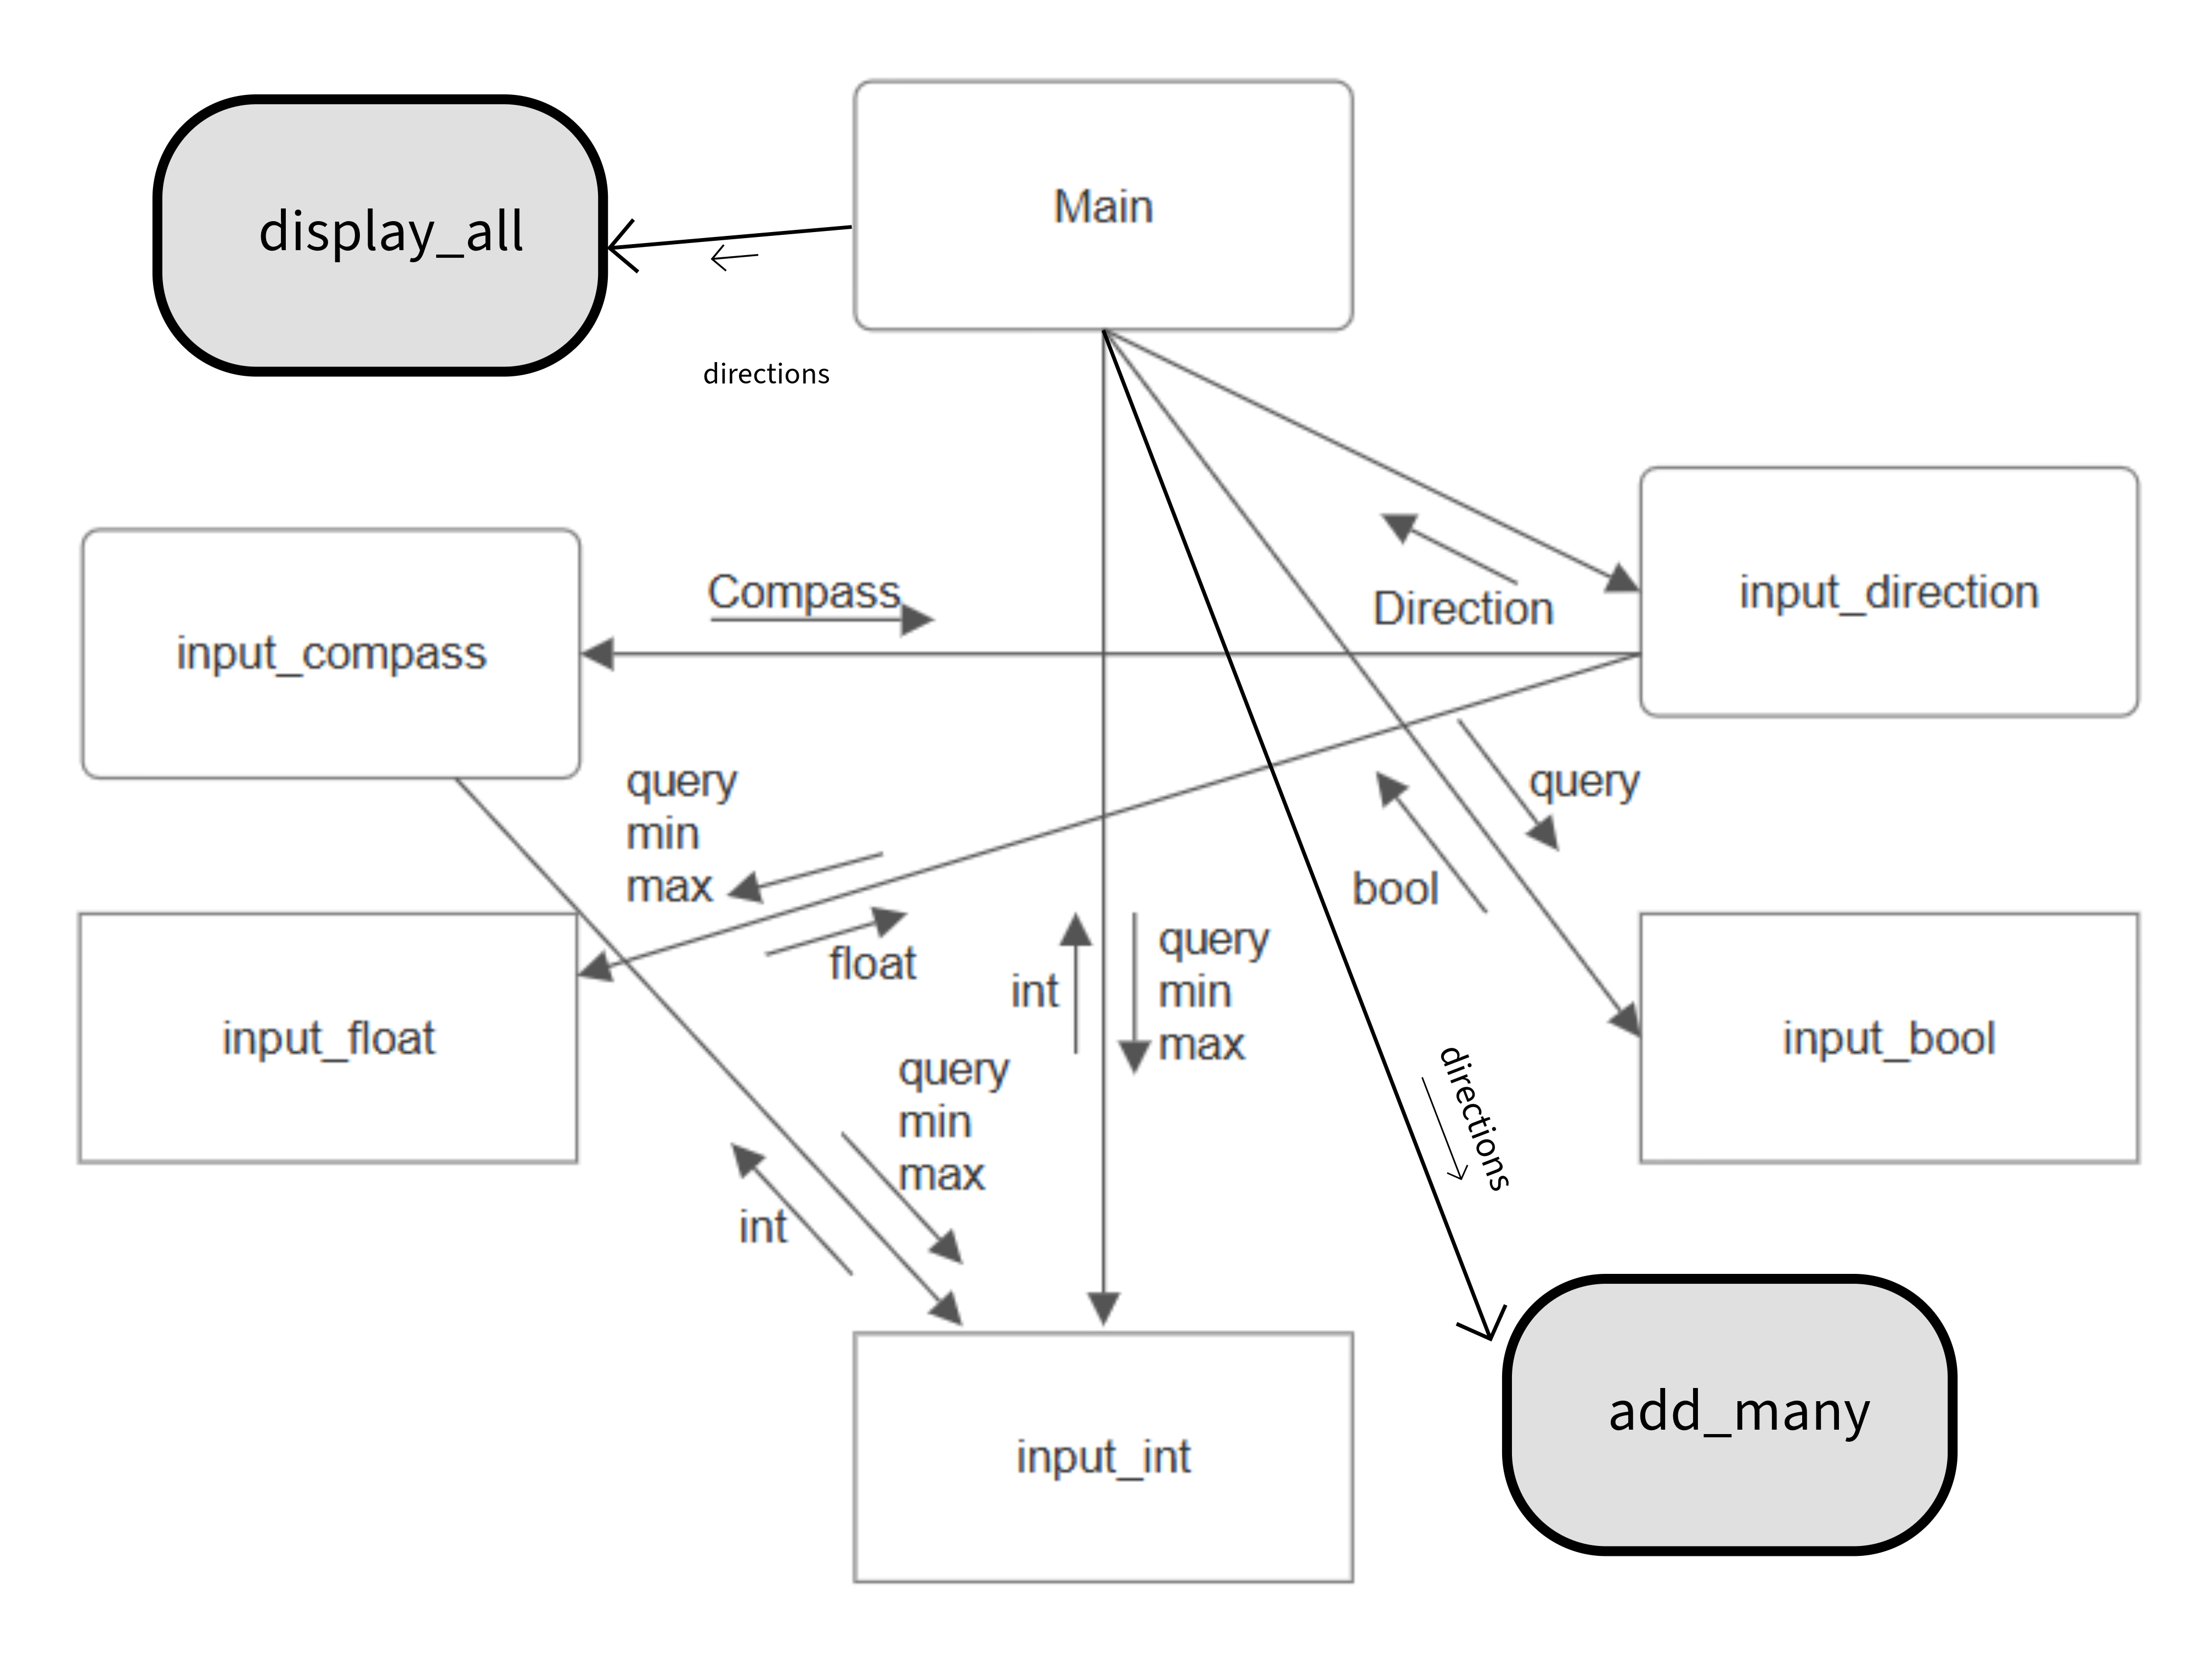 Main
display_all
directions
input_direction
Direction
Compass
input_compass
query
min
max
query
bool
float
query
min
max
int
input_float
input_bool
query
min
max
int
directions
add_many
input_int